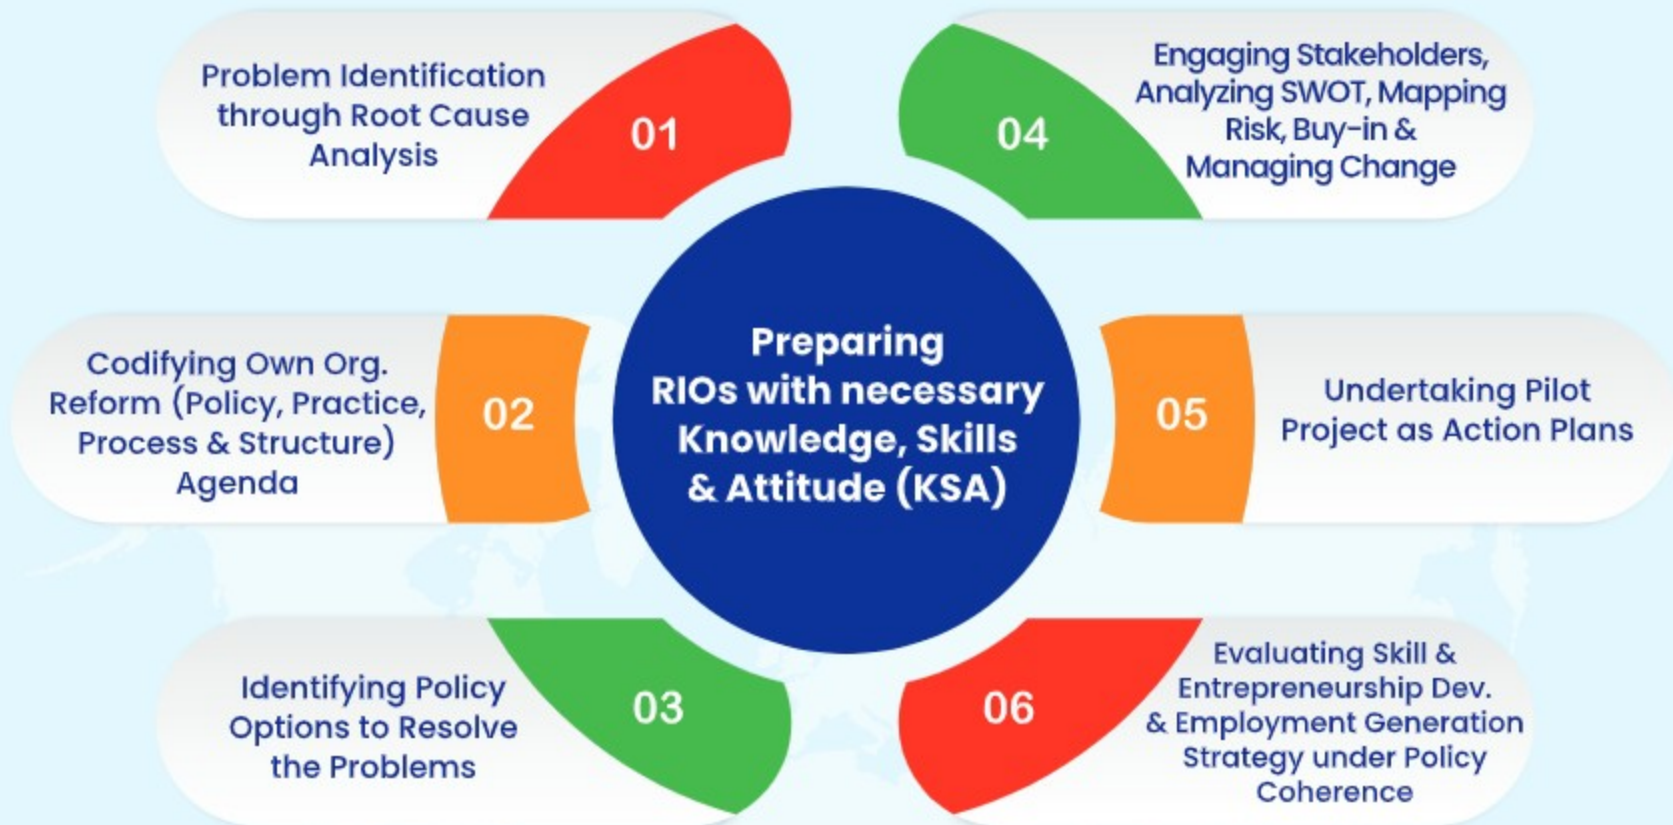 Problem Identification
through Root Cause
Analysis
01
Codifying Own Org.
Reform (Policy, Practice,
Process & Structure)
Agenda
02
Identifying Policy
Options to Resolve
the Problems
03
Preparing
RIOs with necessary
Knowledge, Skills
& Attitude (KSA)
04
Engaging Stakeholders,
Analyzing SWOT, Mapping
Risk, Buy-in &
Managing Change
05
Undertaking Pilot
Project as Action Plans
06
Evaluating Skill &
Entrepreneurship Dev.
& Employment Generation
Strategy under Policy
Coherence